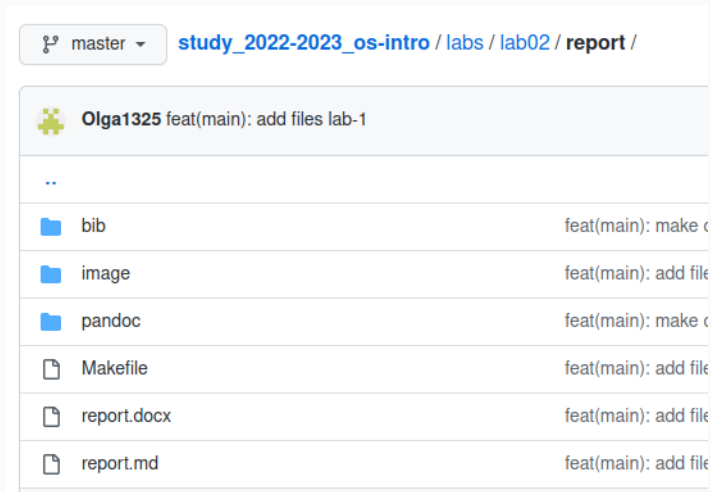 master study_2022-2023_os-intro / labs / lab02 / report /
Olga1325 feat(main): add files lab-1
..
bib feat(main): make
image feat(main): add file
pandoc feat(main): make
Makefile feat(main): add file
report.docx feat(main): add file
report.md feat(main): add file